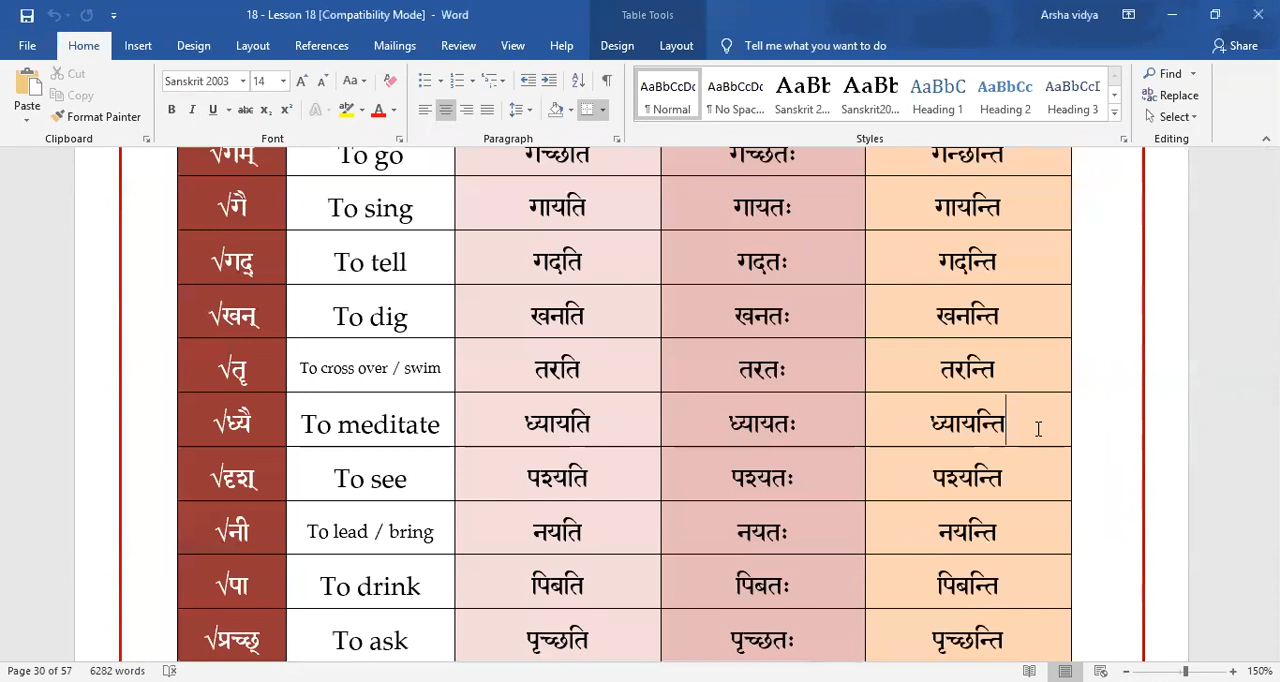 18 - Lesson 18 [Compatibility Mode] - Word
Table Tools
Arsha vidya
File Home Insert Design Layout References Mailings Review View Help Design Layout Tell me what you want to do Share
Paste
Cut
Copy
Format Painter
Clipboard
Sanskrit 2003 14
Font
Paragraph
AaBbCcDc AaBbCcDc AaBb AaBb AaBbC AaBbCc AaBbCcI
¶ Normal ¶ No Spac... Sanskrit 2... Sanskrit20... Heading 1 Heading 2 Heading 3
Styles
Find
Replace
Select
Editing
√गम् To go गच्छति गच्छतः गन्छन्ति
√गै To sing गायति गायतः गायन्ति
√गद् To tell गदति गदतः गदन्ति
√खन् To dig खनति खनतः खनन्ति
√तॄ To cross over / swim तरति तरतः तरन्ति
√ध्यै To meditate ध्यायति ध्यायतः ध्यायन्ति
√दृश् To see पश्यति पश्यतः पश्यन्ति
√नी To lead / bring नयति नयतः नयन्ति
√पा To drink पिबति पिबतः पिबन्ति
√प्रच्छ् To ask पृच्छति पृच्छतः पृच्छन्ति
Page 30 of 57 6282 words 150%